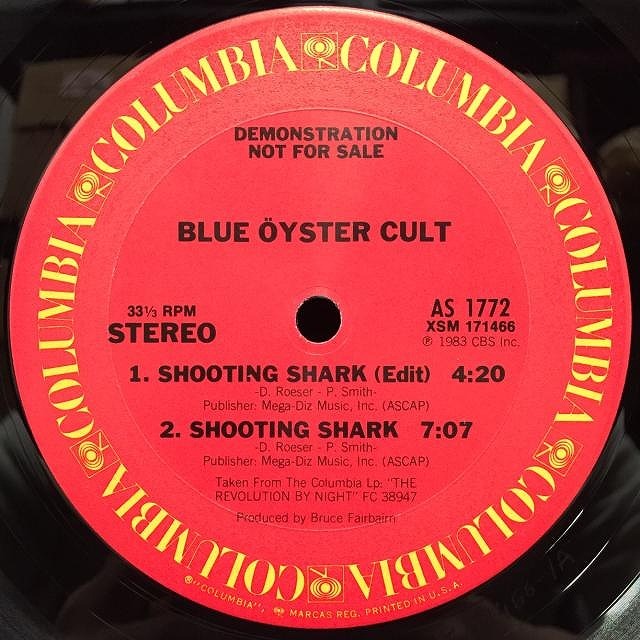 COLUMBIA COLUMBIA COLUMBIA COLUMBIA COLUMBIA COLUMBIA COLUMBIA
DEMONSTRATION
NOT FOR SALE
BLUE ÖYSTER CULT
33⅓ RPM
STEREO
AS 1772
XSM 171466
℗ 1983 CBS Inc.
1. SHOOTING SHARK (Edit) 4:20
-D. Roeser - P. Smith-
Publisher: Mega-Diz Music, Inc. (ASCAP)
2. SHOOTING SHARK 7:07
-D. Roeser - P. Smith-
Publisher: Mega-Diz Music, Inc. (ASCAP)
Taken From The Columbia Lp: "THE
REVOLUTION BY NIGHT" FC 38947
Produced by Bruce Fairbairn
®"COLUMBIA", MARCAS REG. PRINTED IN U.S.A.